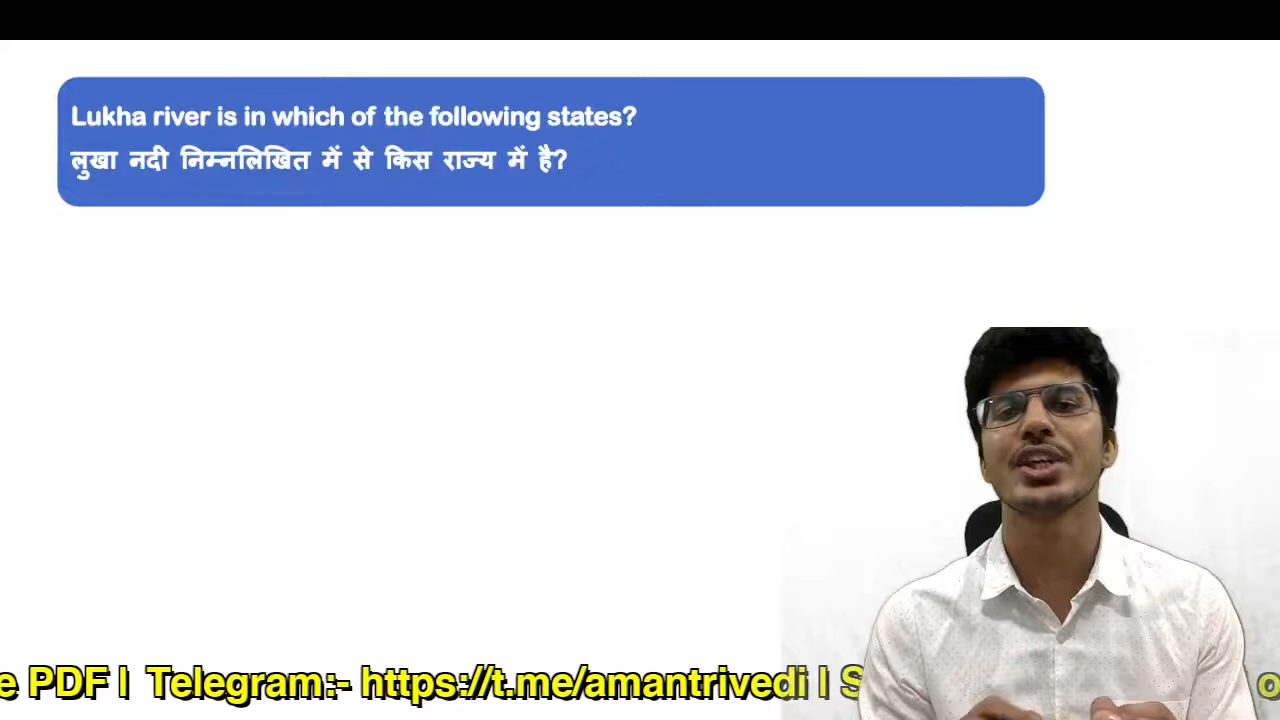 Lukha river is in which of the following states?
लुखा नदी निम्नलिखित में से किस राज्य में है?
e PDF l Telegram:- https://t.me/amantrivedi l S o